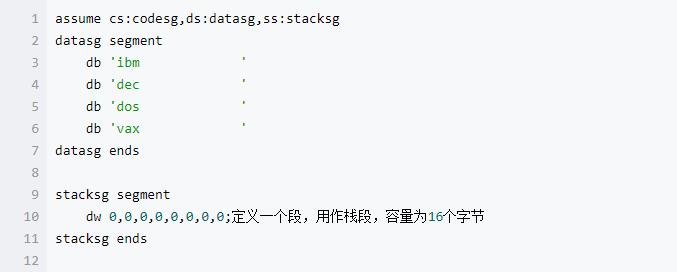 1 assume cs:codesg,ds:datasg,ss:stacksg
2 datasg segment
3     db 'ibm             '
4     db 'dec             '
5     db 'dos             '
6     db 'vax             '
7 datasg ends
8
9 stacksg segment
10     dw 0,0,0,0,0,0,0,0;定义一个段，用作栈段，容量为16个字节
11 stacksg ends
12